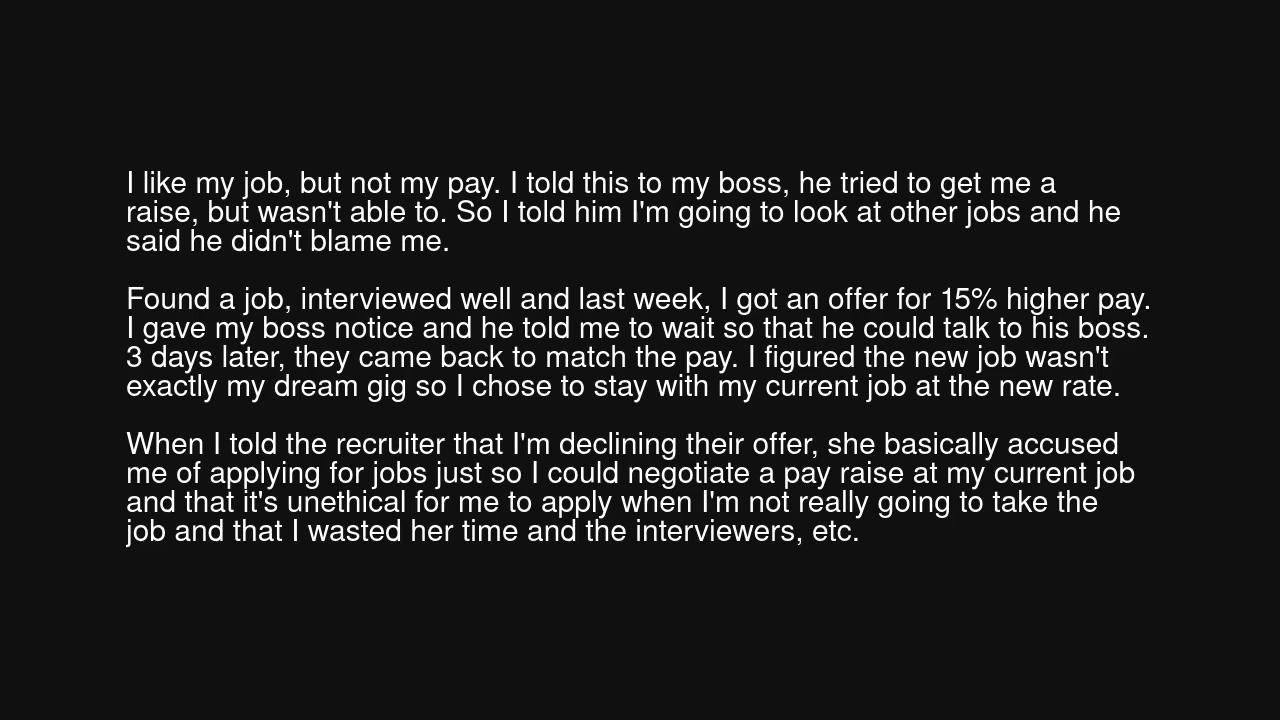 I like my job, but not my pay. I told this to my boss, he tried to get me a
raise, but wasn't able to. So I told him I'm going to look at other jobs and he
said he didn't blame me.
Found a job, interviewed well and last week, I got an offer for 15% higher pay.
I gave my boss notice and he told me to wait so that he could talk to his boss.
3 days later, they came back to match the pay. I figured the new job wasn't
exactly my dream gig so I chose to stay with my current job at the new rate.
When I told the recruiter that I'm declining their offer, she basically accused
me of applying for jobs just so I could negotiate a pay raise at my current job
and that it's unethical for me to apply when I'm not really going to take the
job and that I wasted her time and the interviewers, etc.